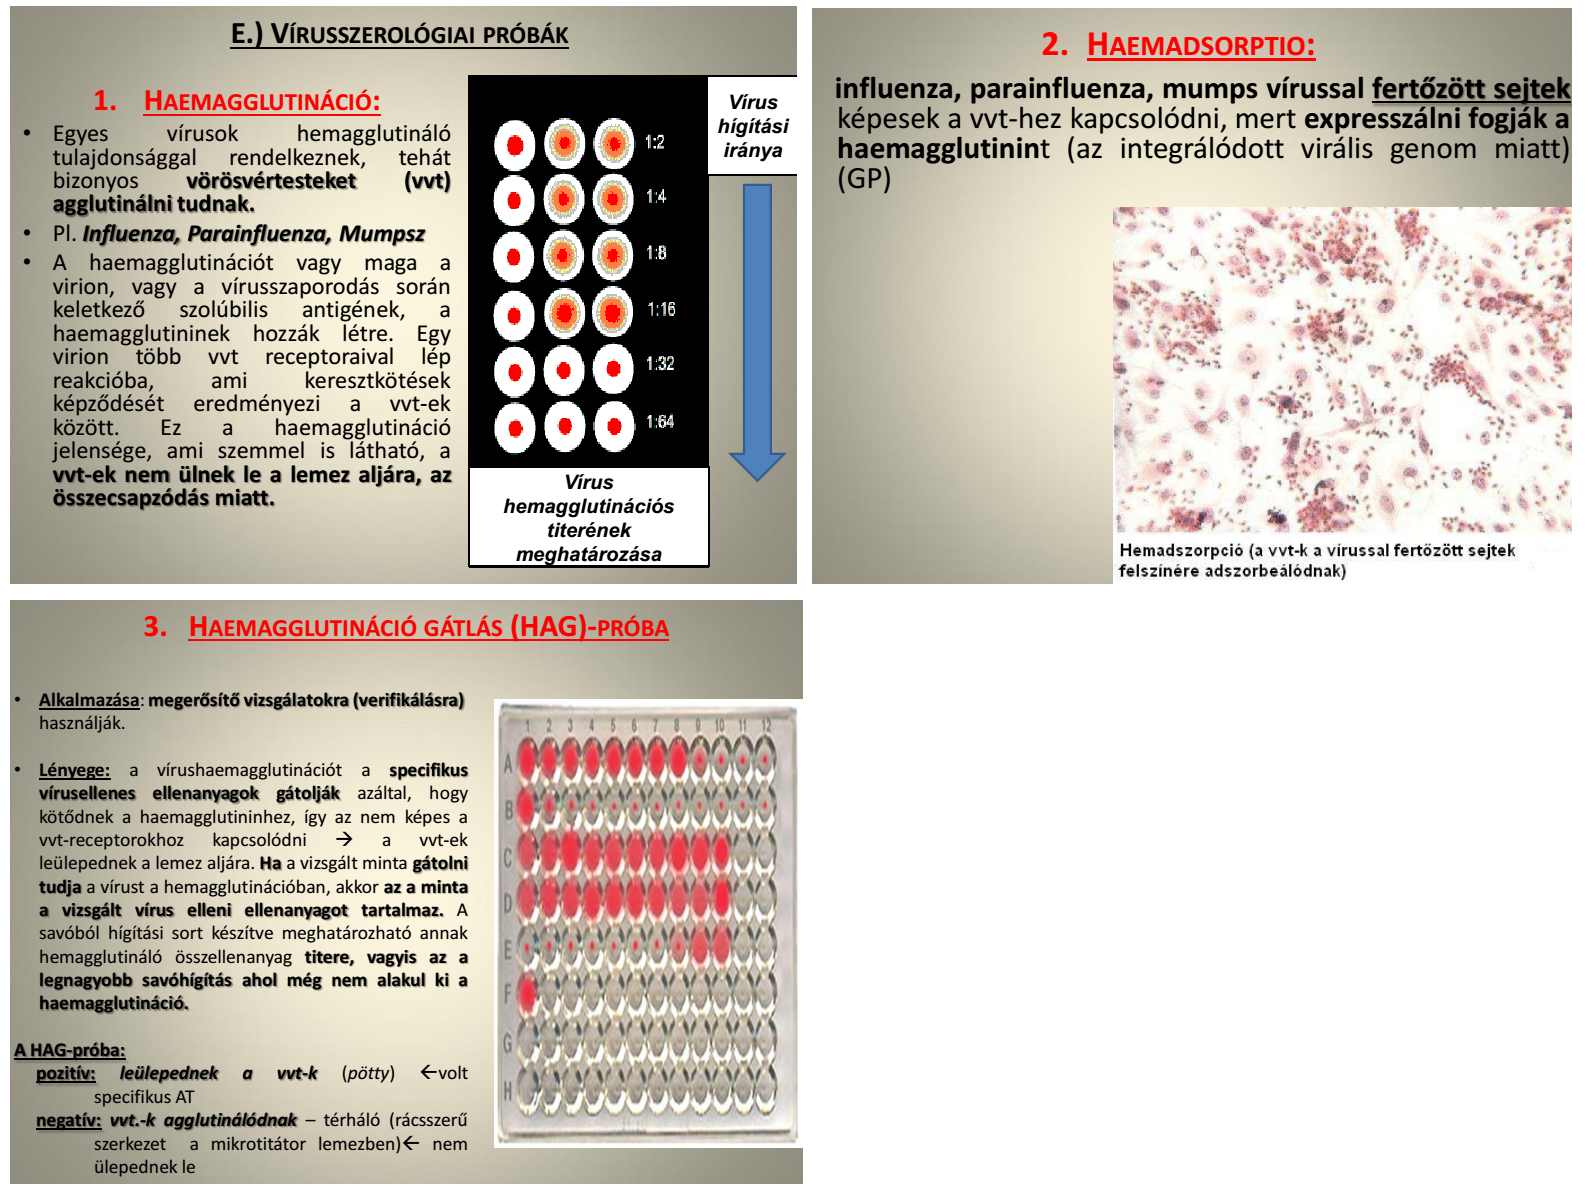 E.) VÍRUSSZEROLÓGIAI PRÓBÁK
1. HAEMAGGLUTINÁCIÓ:
• Egyes vírusok hemagglutináló
tulajdonsággal rendelkeznek, tehát
bizonyos vörösvértesteket (vvt)
agglutinálni tudnak.
• Pl. Influenza, Parainfluenza, Mumpsz
• A haemagglutinációt vagy maga a
virion, vagy a vírusszaporodás során
keletkező szolúbilis antigének, a
haemagglutininek hozzák létre. Egy
virion több vvt receptoraival lép
reakcióba, ami keresztkötések
képződését eredményezi a vvt-ek
között. Ez a haemagglutináció
jelensége, ami szemmel is látható, a
vvt-ek nem ülnek le a lemez aljára, az
összecsapzódás miatt.
1:2
1:4
1:8
1:16
1:32
1:64
Vírus
hígítási
iránya
Vírus
hemagglutinációs
titerének
meghatározása
2. HAEMADSORPTIO:
influenza, parainfluenza, mumps vírussal fertőzött sejtek
képesek a vvt-hez kapcsolódni, mert expresszálni fogják a
haemagglutinint (az integrálódott virális genom miatt)
(GP)
Hemadszorpció (a vvt-k a vírussal fertőzött sejtek
felszínére adszorbeálódnak)
3. HAEMAGGLUTINÁCIÓ GÁTLÁS (HAG)-PRÓBA
• Alkalmazása: megerősítő vizsgálatokra (verifikálásra)
használják.
• Lényege: a vírushaemagglutinációt a specifikus
vírusellenes ellenanyagok gátolják azáltal, hogy
kötődnek a haemagglutininhez, így az nem képes a
vvt-receptorokhoz kapcsolódni → a vvt-ek
leülepednek a lemez aljára. Ha a vizsgált minta gátolni
tudja a vírust a hemagglutinációban, akkor az a minta
a vizsgált vírus elleni ellenanyagot tartalmaz. A
savóból hígítási sort készítve meghatározható annak
hemagglutináló összellenanyag titere, vagyis az a
legnagyobb savóhígítás ahol még nem alakul ki a
haemagglutináció.
A HAG-próba:
pozitív: leülepednek a vvt-k (pötty) ←volt
specifikus AT
negatív: vvt.-k agglutinálódnak – térháló (rácsszerű
szerkezet a mikrotitátor lemezben)← nem
ülepednek le
1 2 3 4 5 6 7 8 9 10 11 12
A
B
C
D
E
F
G
H